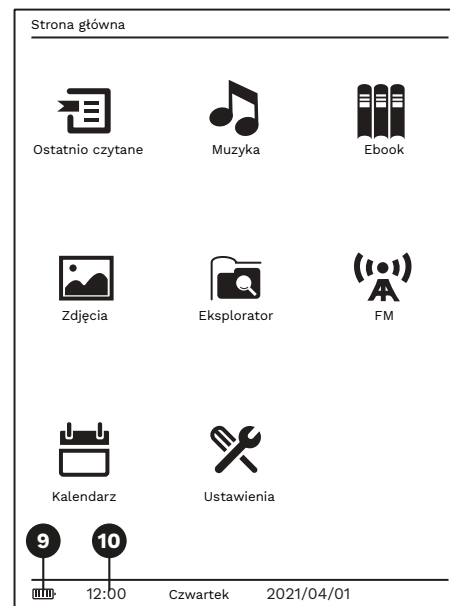 Strona główna
Ostatnio czytane Muzyka Ebook
Zdjęcia Eksplorator FM
Kalendarz Ustawienia
9 10
12:00 Czwartek 2021/04/01